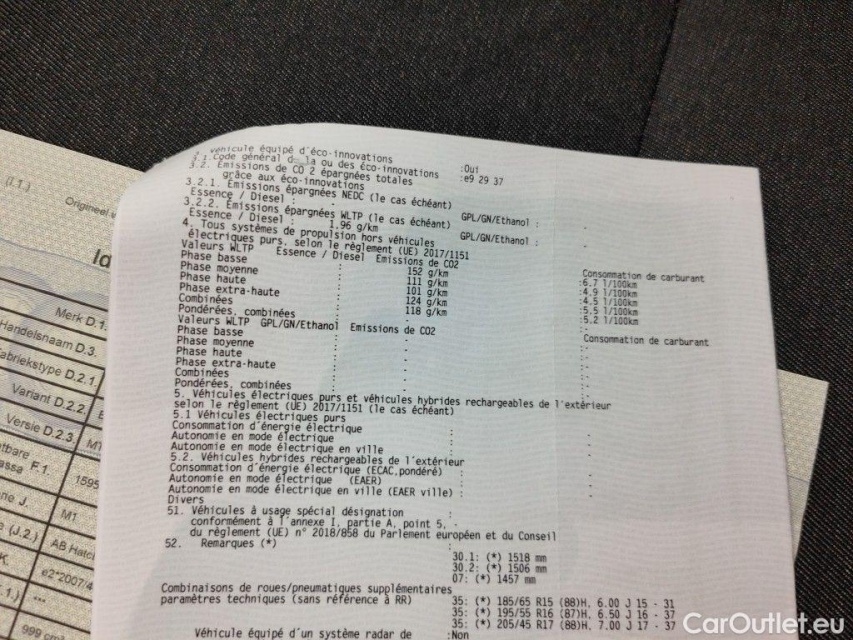 véhicule équipé d'éco-innovations :Oui
3.1 Code général de la ou des éco-innovations :e9 29 37
3.2. Emissions de CO 2 épargnées totales
grâce aux éco-innovations
3.2.1. Emissions épargnées NEDC (le cas échéant)
Essence / Diesel : GPL/GN/Ethanol : -
3.2.2. Emissions épargnées WLTP (le cas échéant)
Essence / Diesel : 1.96 g/km GPL/GN/Ethanol : -
4. Tous systèmes de propulsion hors véhicules
électriques purs, selon le règlement (UE) 2017/1151
Valeurs WLTP Essence / Diesel Emissions de CO2 Consommation de carburant
Phase basse : 152 g/km :6.7 l/100km
Phase moyenne : 111 g/km :4.9 l/100km
Phase haute : 101 g/km :4.5 l/100km
Phase extra-haute : 124 g/km :5.5 l/100km
Combinées : 118 g/km :5.2 l/100km
Pondérées, combinées : -
Valeurs WLTP GPL/GN/Ethanol Emissions de CO2 Consommation de carburant
Phase basse : - :-
Phase moyenne : - :-
Phase haute : - :-
Phase extra-haute : - :-
Combinées : - :-
Pondérées, combinées : - :-
5. Véhicules électriques purs et véhicules hybrides rechargeables de l'extérieur
selon le règlement (UE) 2017/1151 (le cas échéant)
5.1 Véhicules électriques purs
Consommation d'énergie électrique : -
Autonomie en mode électrique : -
Autonomie en mode électrique en ville : -
5.2. Véhicules hybrides rechargeables de l'extérieur
Consommation d'énergie électrique (ECAC,pondéré) : -
Autonomie en mode électrique (EAER) : -
Autonomie en mode électrique en ville (EAER ville) : -
Divers
51. Véhicules à usage spécial désignation :
conformément à l'annexe I, partie A, point 5, -
du règlement (UE) n° 2018/858 du Parlement européen et du Conseil
52. Remarques (*) :
30.1: (*) 1518 mm
30.2: (*) 1506 mm
07: (*) 1457 mm
Combinaisons de roues/pneumatiques supplémentaires
paramètres techniques (sans référence à RR)
35: (*) 185/65 R15 (88)H, 6.00 J 15 - 31
35: (*) 195/55 R16 (87)H, 6.50 J 16 - 37
35: (*) 205/45 R17 (88)H, 7.00 J 17 - 37
Véhicule équipé d'un système radar de :Non
(I.1.)
Origineel
Merk D.1.
Handelsnaam D.3.
Fabriekstype D.2.1
Variant D.2.2
Versie D.2.3
F.1. 1595
J. M1
(J.2.) AB Hatch
K. e2*2007/4
***
999 cm
CarOutlet.eu